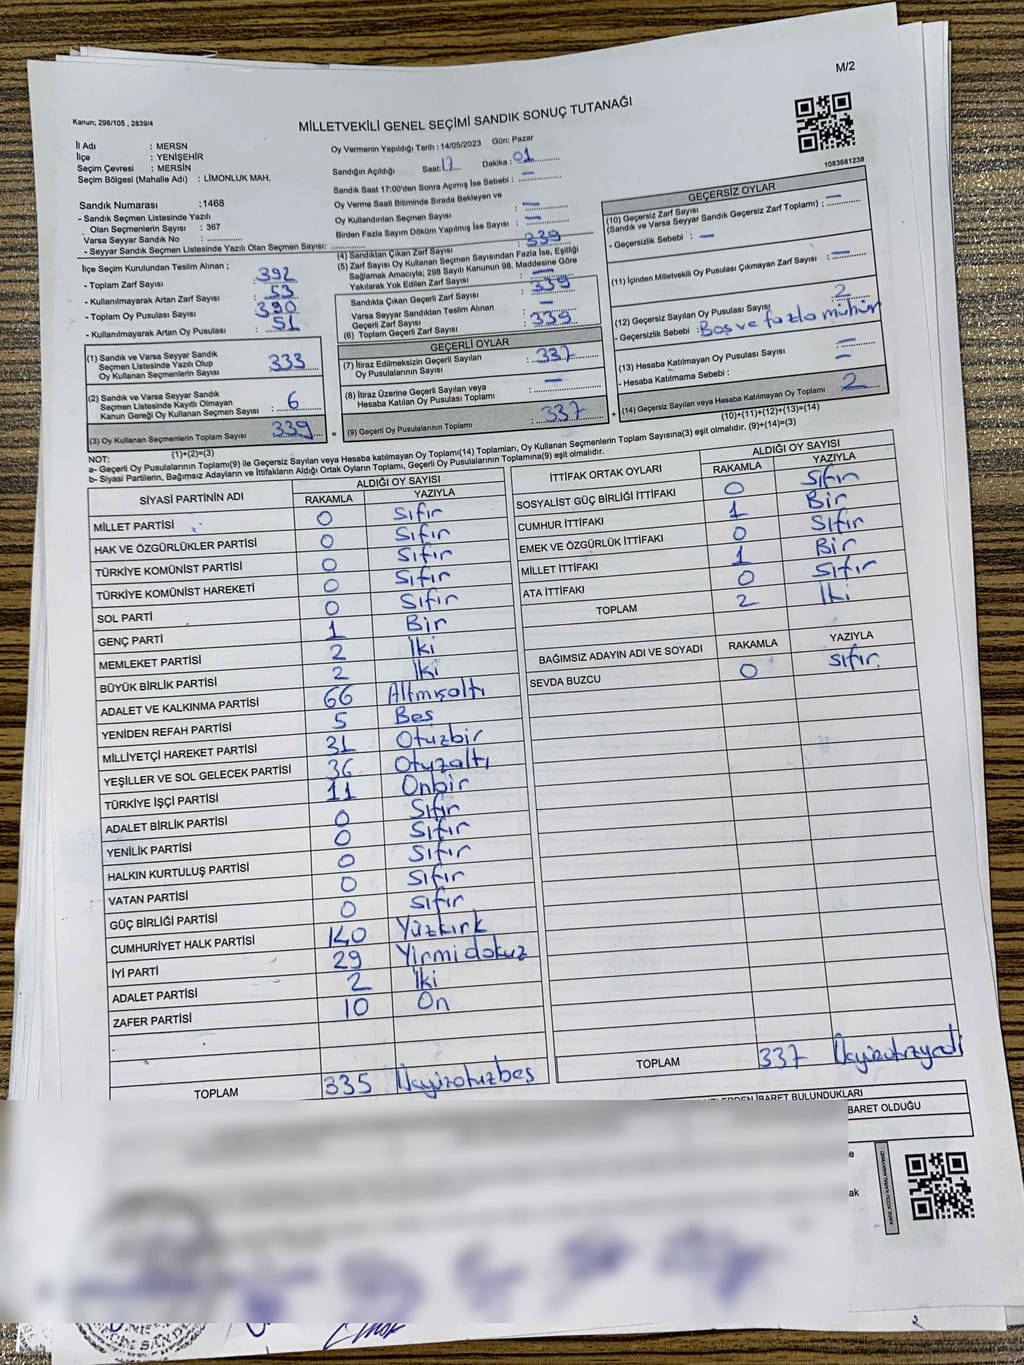 M/2
Kanun; 298/105 , 2839/4
MİLLETVEKİLİ GENEL SEÇİMİ SANDIK SONUÇ TUTANAĞI
İl Adı : MERSN
İlçe : YENİŞEHİR
Seçim Çevresi : MERSİN
Seçim Bölgesi (Mahalle Adı) : LİMONLUK MAH.
Sandık Numarası :1468
- Sandık Seçmen Listesinde Yazılı
Olan Seçmenlerin Sayısı : 367
Varsa Seyyar Sandık No :
- Seyyar Sandık Seçmen Listesinde Yazılı Olan Seçmen Sayısı:
Oy Vermenin Yapıldığı Tarih : 14/05/2023 Gün: Pazar
Sandığın Açıldığı Saat: 17 Dakika : 01
Sandık Saat 17:00'den Sonra Açımış İse Sebebi : —
Oy Verme Saati Bitiminde Sırada Bekleyen ve
Oy Kullandırılan Seçmen Sayısı : —
Birden Fazla Sayım Döküm Yapılmış İse Sayısı : —
1083681238
İlçe Seçim Kurulundan Teslim Alınan ;
- Toplam Zarf Sayısı : 392
- Kullanılmayarak Artan Zarf Sayısı : 53
- Toplam Oy Pusulası Sayısı : 390
- Kullanılmayarak Artan Oy Pusulası : 51
(1) Sandık ve Varsa Seyyar Sandık
Seçmen Listesinde Yazılı Olup
Oy Kullanan Seçmenlerin Sayısı : 333
(2) Sandık ve Varsa Seyyar Sandık
Seçmen Listesinde Kayıtlı Olmayan
Kanun Gereği Oy Kullanan Seçmen Sayısı : 6
(3) Oy Kullanan Seçmenlerin Toplam Sayısı : 339
(1)+(2)=(3)
(4) Sandıktan Çıkan Zarf Sayısı : 339
(5) Zarf Sayısı Oy Kullanan Seçmen Sayısından Fazla İse, Eşitliği
Sağlamak Amacıyla; 298 Sayılı Kanunun 98. Maddesine Göre
Yakılarak Yok Edilen Zarf Sayısı : —
Sandıkta Çıkan Geçerli Zarf Sayısı : 339
Varsa Seyyar Sandıktan Teslim Alınan
Geçerli Zarf Sayısı : —
(6) Toplam Geçerli Zarf Sayısı : 339
GEÇERLİ OYLAR
(7) İtiraz Edilmeksizin Geçerli Sayılan
Oy Pusulalarının Sayısı : 337
(8) İtiraz Üzerine Geçerli Sayılan veya
Hesaba Katılan Oy Pusulası Toplamı : —
(9) Geçerli Oy Pusulalarının Toplamı : 337
GEÇERSİZ OYLAR
(10) Geçersiz Zarf Sayısı
(Sandık ve Varsa Seyyar Sandık Geçersiz Zarf Toplamı) : —
- Geçersizlik Sebebi : —
(11) İçinden Milletvekili Oy Pusulası Çıkmayan Zarf Sayısı : —
(12) Geçersiz Sayılan Oy Pusulası Sayısı : 2
- Geçersizlik Sebebi : Boş ve fazla mühür
(13) Hesaba Katılmayan Oy Pusulası Sayısı : —
- Hesaba Katılmama Sebebi : —
(14) Geçersiz Sayılan veya Hesaba Katılmayan Oy Toplamı : 2
(10)+(11)+(12)+(13)=(14)
NOT:
a- Geçerli Oy Pusulalarının Toplamı(9) ile Geçersiz Sayılan veya Hesaba katılmayan Oy Toplamı(14) Toplamları, Oy Kullanan Seçmenlerin Toplam Sayısına(3) eşit olmalıdır. (9)+(14)=(3)
b- Siyasi Partilerin, Bağımsız Adayların ve İttifakların Aldığı Ortak Oyların Toplamı, Geçerli Oy Pusulalarının Toplamına(9) eşit olmalıdır.
SİYASİ PARTİNİN ADI ALDIĞI OY SAYISI
RAKAMLA YAZIYLA
MİLLET PARTİSİ 0 Sıfır
HAK VE ÖZGÜRLÜKLER PARTİSİ 0 Sıfır
TÜRKİYE KOMÜNİST PARTİSİ 0 Sıfır
TÜRKİYE KOMÜNİST HAREKETİ 0 Sıfır
SOL PARTİ 0 Sıfır
GENÇ PARTİ 1 Bir
MEMLEKET PARTİSİ 2 İki
BÜYÜK BİRLİK PARTİSİ 2 İki
ADALET VE KALKINMA PARTİSİ 66 Altmışaltı
YENİDEN REFAH PARTİSİ 5 Beş
MİLLİYETÇİ HAREKET PARTİSİ 31 Otuzbir
YEŞİLLER VE SOL GELECEK PARTİSİ 36 Otuzaltı
TÜRKİYE İŞÇİ PARTİSİ 11 Onbir
ADALET BİRLİK PARTİSİ 0 Sıfır
YENİLİK PARTİSİ 0 Sıfır
HALKIN KURTULUŞ PARTİSİ 0 Sıfır
VATAN PARTİSİ 0 Sıfır
GÜÇ BİRLİĞİ PARTİSİ 0 Sıfır
CUMHURİYET HALK PARTİSİ 140 Yüzkırk
İYİ PARTİ 29 Yirmidokuz
ADALET PARTİSİ 2 İki
ZAFER PARTİSİ 10 On
TOPLAM 335 Üçyüzotuzbeş
İTTİFAK ORTAK OYLARI ALDIĞI OY SAYISI
RAKAMLA YAZIYLA
SOSYALİST GÜÇ BİRLİĞİ İTTİFAKI 0 Sıfır
CUMHUR İTTİFAKI 1 Bir
EMEK VE ÖZGÜRLÜK İTTİFAKI 0 Sıfır
MİLLET İTTİFAKI 1 Bir
ATA İTTİFAKI 0 Sıfır
TOPLAM 2 İki
BAĞIMSIZ ADAYIN ADI VE SOYADI RAKAMLA YAZIYLA
SEVDA BUZCU 0 sıfır
TOPLAM 337 Üçyüzotuzyedi
İBARET BULUNDUKLARI
BARET OLDUĞU